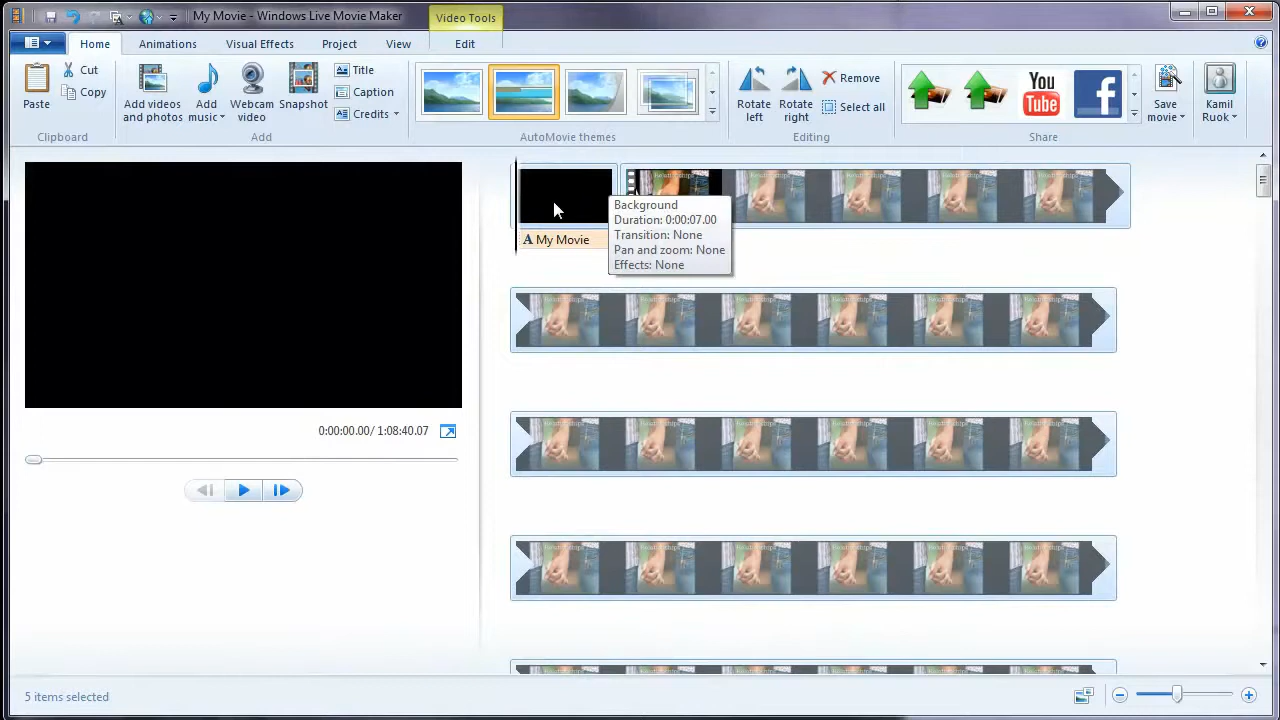 My Movie - Windows Live Movie Maker
Video Tools
Home
Animations
Visual Effects
Project
View
Edit
Paste
Cut
Copy
Clipboard
Add videos
and photos
Add
music
Webcam
video
Snapshot
Title
Caption
Credits
Add
AutoMovie themes
Rotate
left
Rotate
right
Remove
Select all
Editing
You
Tube
f
Share
Save
movie
Kamil
Ruok
Relationships
Background
Duration: 0:00:07.00
Transition: None
Pan and zoom: None
Effects: None
A My Movie
0:00:00.00/ 1:08:40.07
5 items selected